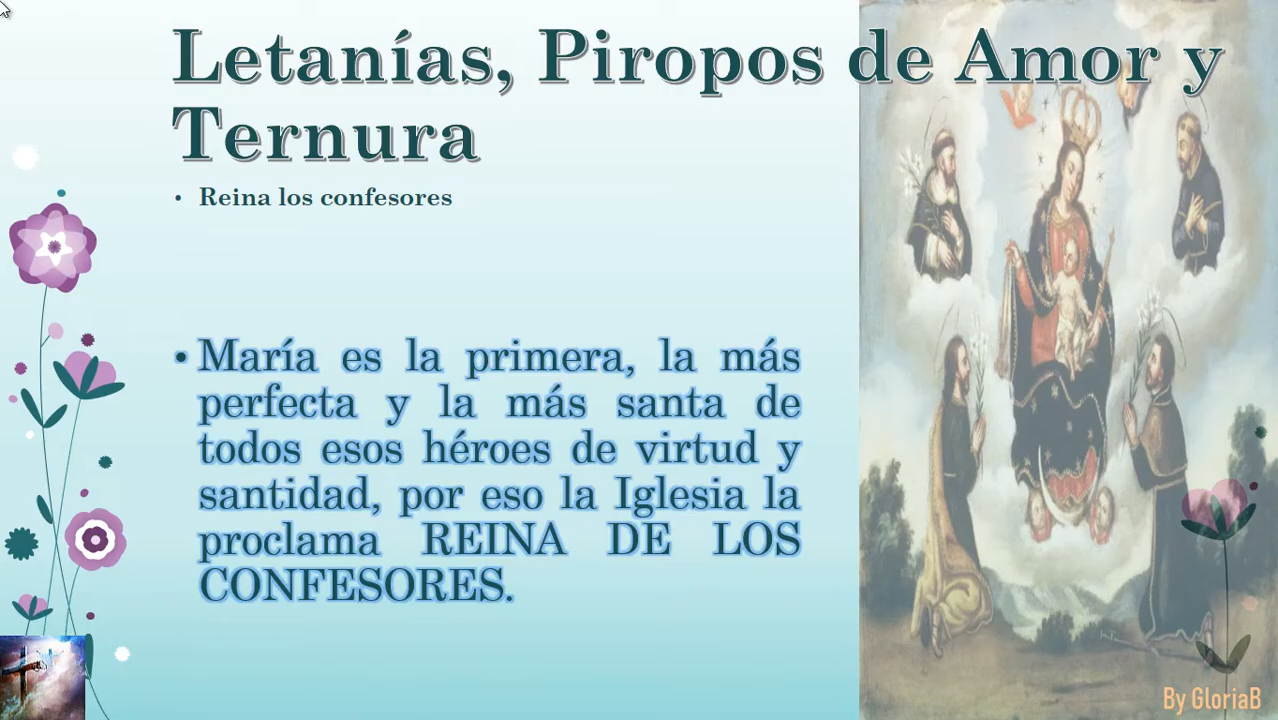 Letanías, Piropos de Amor y
Ternura
• Reina los confesores
• María es la primera, la más
perfecta y la más santa de
todos esos héroes de virtud y
santidad, por eso la Iglesia la
proclama REINA DE LOS
CONFESORES.
By GloriaB